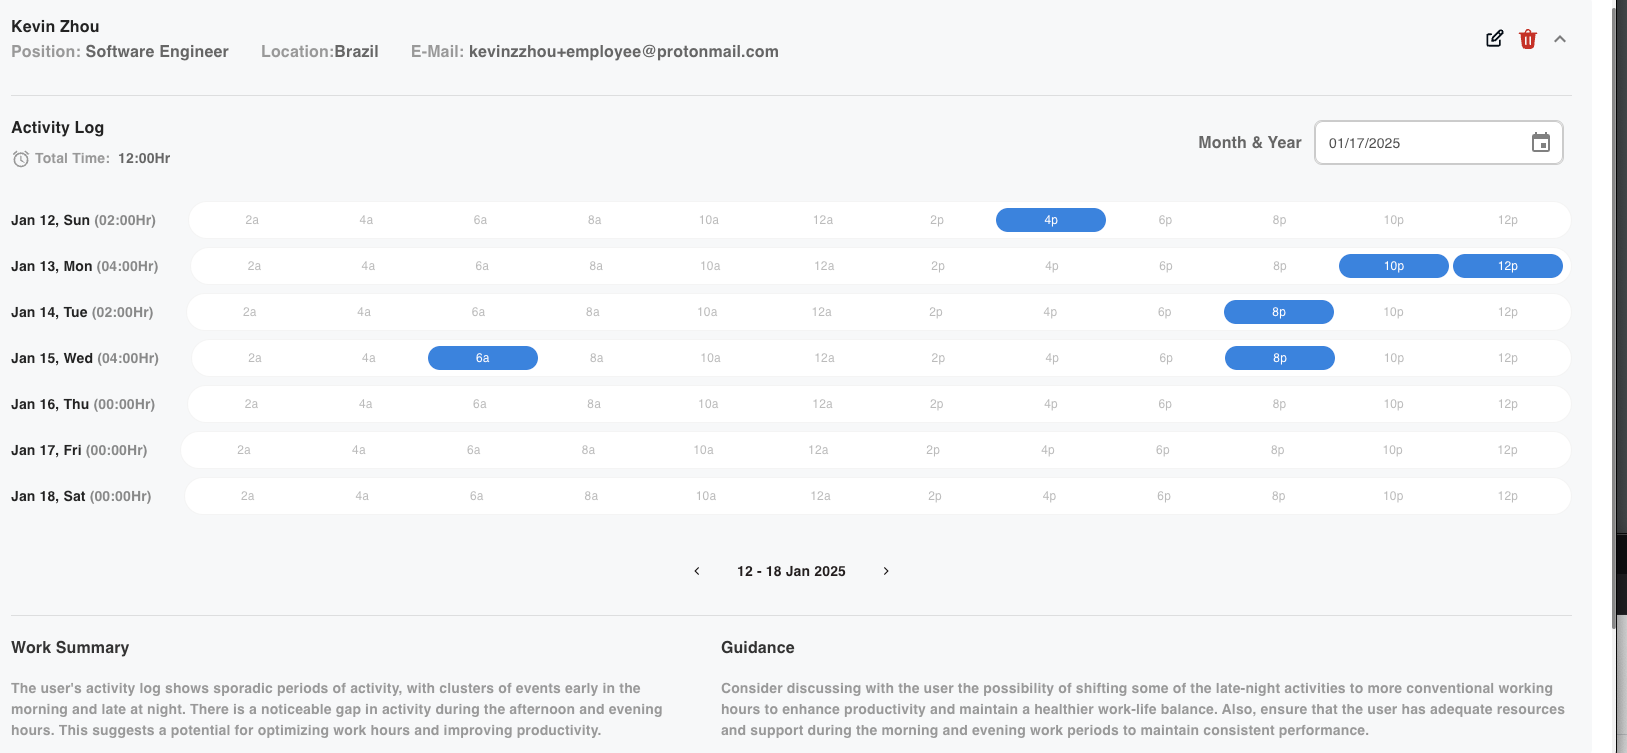 Kevin Zhou
Position: Software Engineer Location:Brazil E-Mail: kevinzzhou+employee@protonmail.com
Activity Log
Month & Year 01/17/2025
Total Time: 12:00Hr
Jan 12, Sun (02:00Hr) 2a 4a 6a 8a 10a 12a 2p 4p 6p 8p 10p 12p
Jan 13, Mon (04:00Hr) 2a 4a 6a 8a 10a 12a 2p 4p 6p 8p 10p 12p
Jan 14, Tue (02:00Hr) 2a 4a 6a 8a 10a 12a 2p 4p 6p 8p 10p 12p
Jan 15, Wed (04:00Hr) 2a 4a 6a 8a 10a 12a 2p 4p 6p 8p 10p 12p
Jan 16, Thu (00:00Hr) 2a 4a 6a 8a 10a 12a 2p 4p 6p 8p 10p 12p
Jan 17, Fri (00:00Hr) 2a 4a 6a 8a 10a 12a 2p 4p 6p 8p 10p 12p
Jan 18, Sat (00:00Hr) 2a 4a 6a 8a 10a 12a 2p 4p 6p 8p 10p 12p
12 - 18 Jan 2025
Work Summary
The user's activity log shows sporadic periods of activity, with clusters of events early in the
morning and late at night. There is a noticeable gap in activity during the afternoon and evening
hours. This suggests a potential for optimizing work hours and improving productivity.
Guidance
Consider discussing with the user the possibility of shifting some of the late-night activities to more conventional working
hours to enhance productivity and maintain a healthier work-life balance. Also, ensure that the user has adequate resources
and support during the morning and evening work periods to maintain consistent performance.